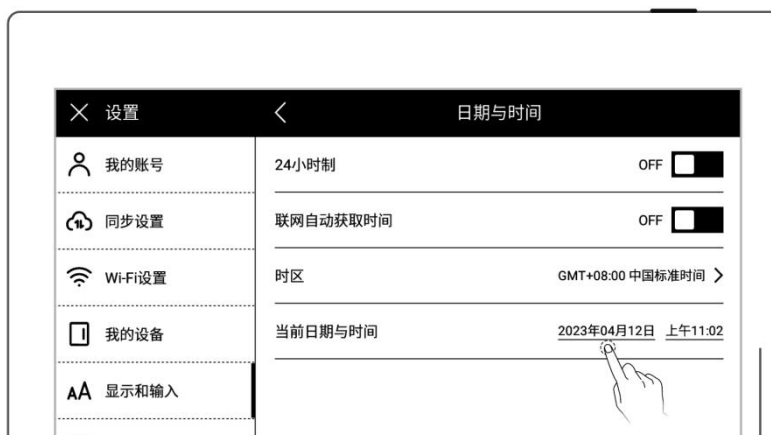 设置
日期与时间
我的账号
24小时制 OFF
同步设置
联网自动获取时间 OFF
Wi-Fi设置
时区 GMT+08:00 中国标准时间
我的设备
当前日期与时间 2023年04月12日 上午11:02
AA 显示和输入